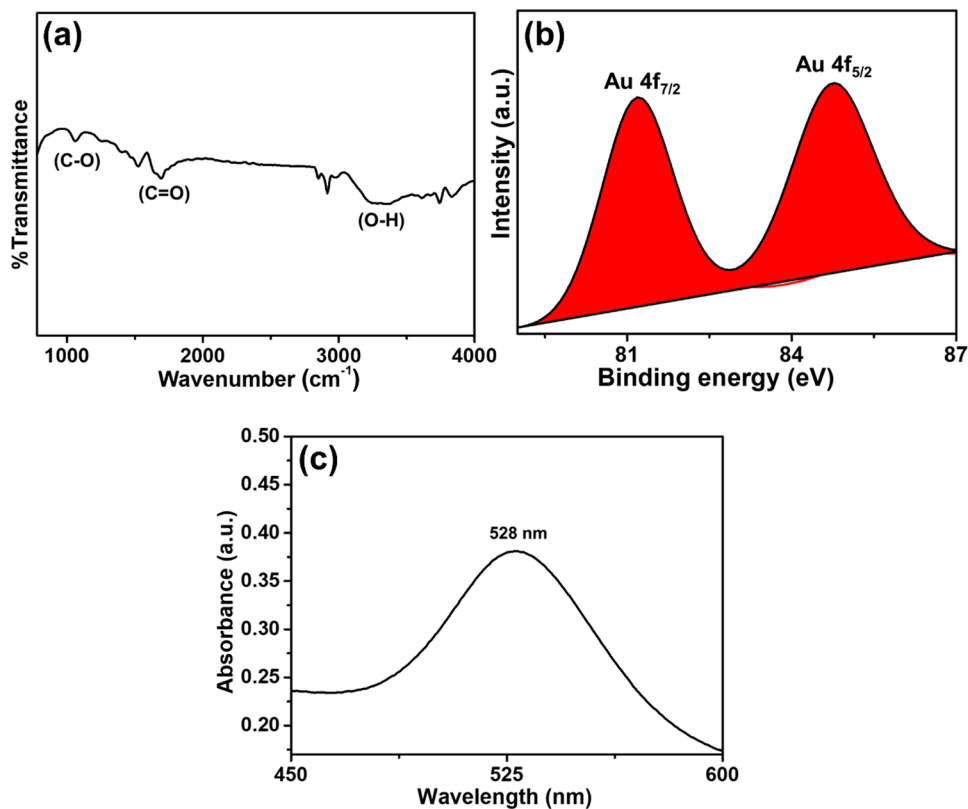 (a)
%Transmittance
(C-O)
(C=O)
(O-H)
1000 2000 3000 4000
Wavenumber (cm⁻¹)
(b)
Intensity (a.u.)
Au 4f₇/₂
Au 4f₅/₂
81 84 87
Binding energy (eV)
(c)
Absorbance (a.u.)
0.50
0.45
0.40
0.35
0.30
0.25
0.20
528 nm
450 525 600
Wavelength (nm)